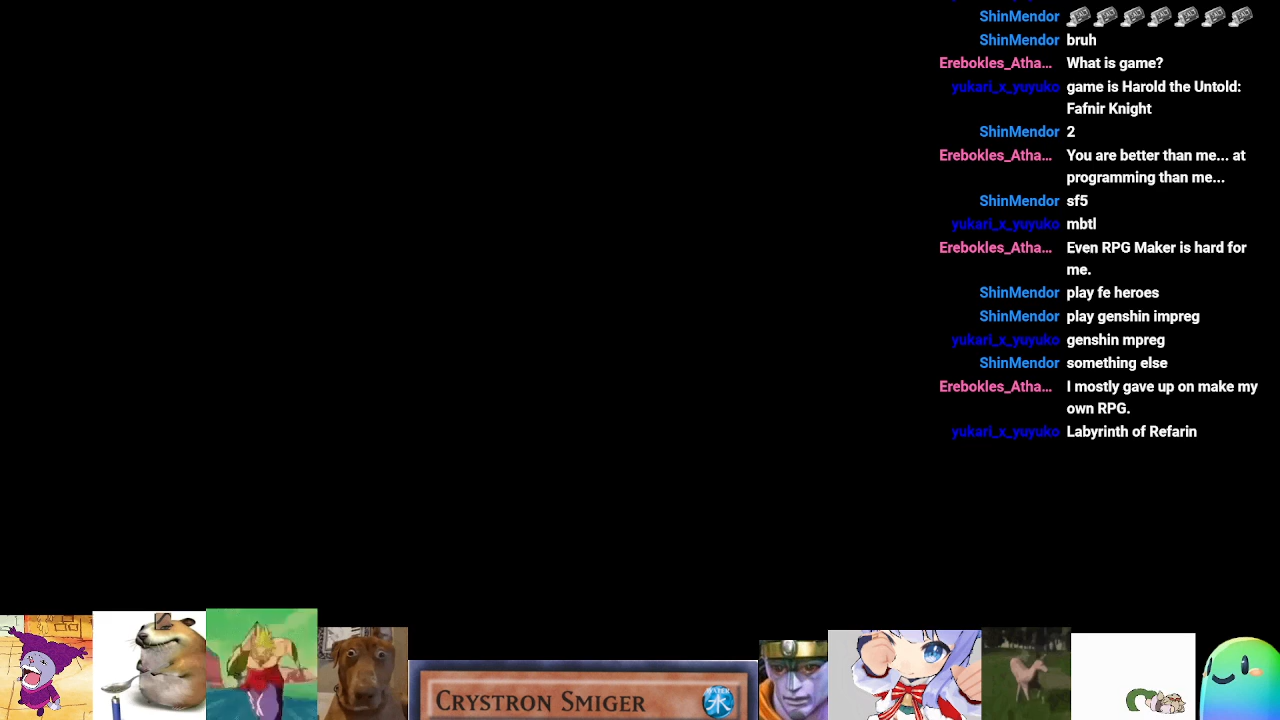 ShinMendor
ShinMendor bruh
Erebokles_Atha... What is game?
yukari_x_yuyuko game is Harold the Untold:
Fafnir Knight
ShinMendor 2
Erebokles_Atha... You are better than me... at
programming than me...
ShinMendor sf5
yukari_x_yuyuko mbtl
Erebokles_Atha... Even RPG Maker is hard for
me.
ShinMendor play fe heroes
ShinMendor play genshin impreg
yukari_x_yuyuko genshin mpreg
ShinMendor something else
Erebokles_Atha... I mostly gave up on make my
own RPG.
yukari_x_yuyuko Labyrinth of Refarin
CRYSTRON SMIGER
水